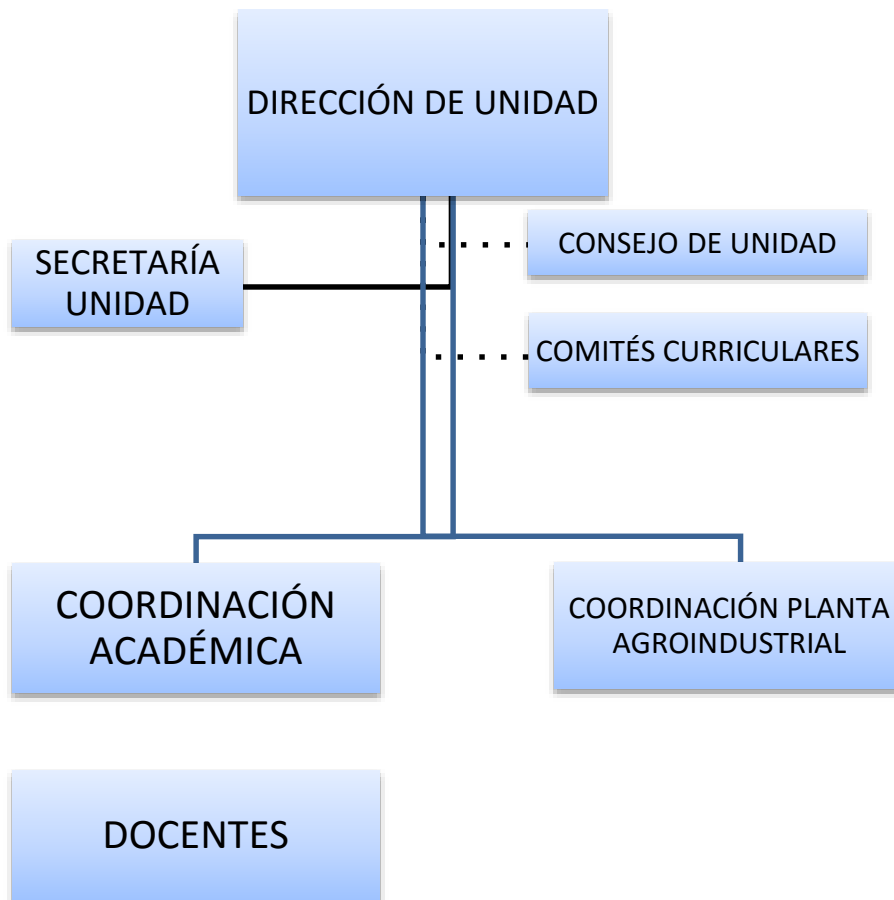 DIRECCIÓN DE UNIDAD
SECRETARÍA
UNIDAD
CONSEJO DE UNIDAD
COMITÉS CURRICULARES
COORDINACIÓN
ACADÉMICA
COORDINACIÓN PLANTA
AGROINDUSTRIAL
DOCENTES